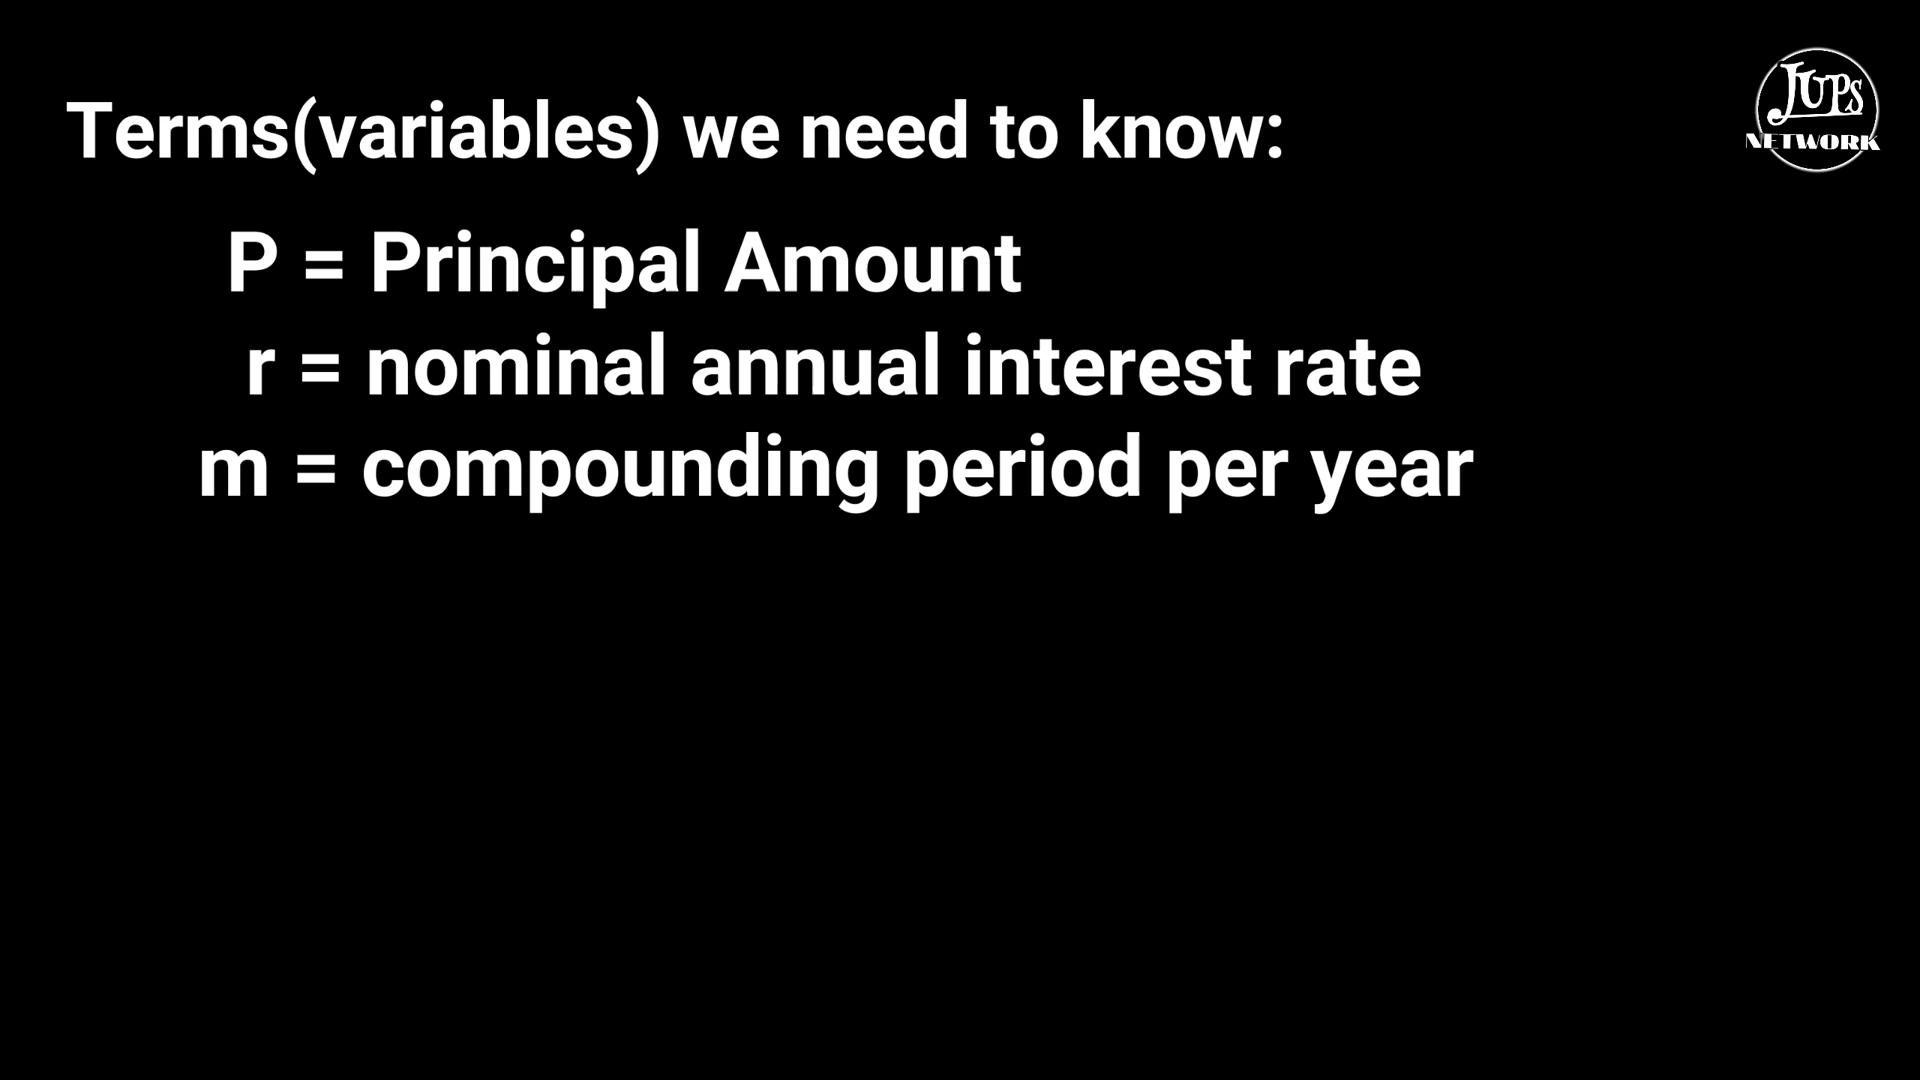 Terms(variables) we need to know:
P = Principal Amount
r = nominal annual interest rate
m = compounding period per year
JUPS
NETWORK